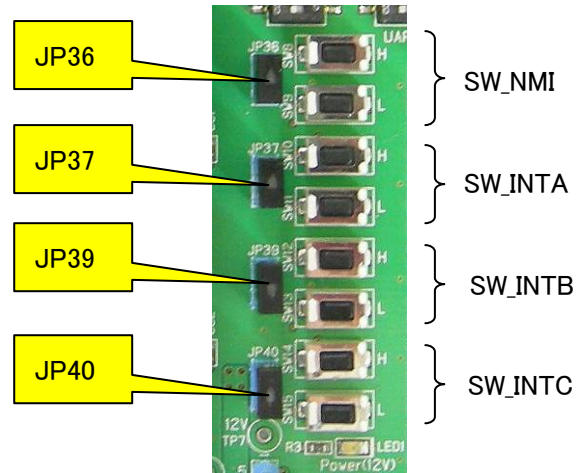 UAR
JP36
JP36
SW8
H
SW9
L
SW_NMI
JP37
JP37
SW10
H
SW11
L
SW_INTA
JP39
JP39
SW12
H
SW13
L
SW_INTB
JP40
JP40
SW14
H
SW15
L
SW_INTC
12V
TP7
R3
LED1
Power(12V)